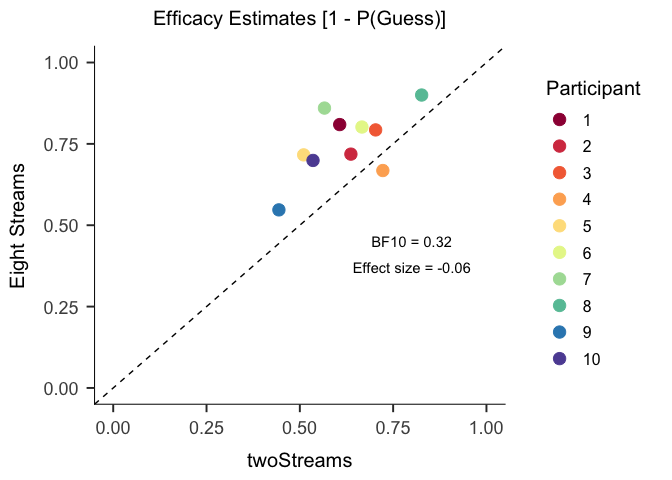 Efficacy Estimates [1 - P(Guess)]
Eight Streams
1.00
0.75
0.50
0.25
0.00
BF10 = 0.32
Effect size = -0.06
0.00 0.25 0.50 0.75 1.00
twoStreams
Participant
1
2
3
4
5
6
7
8
9
10